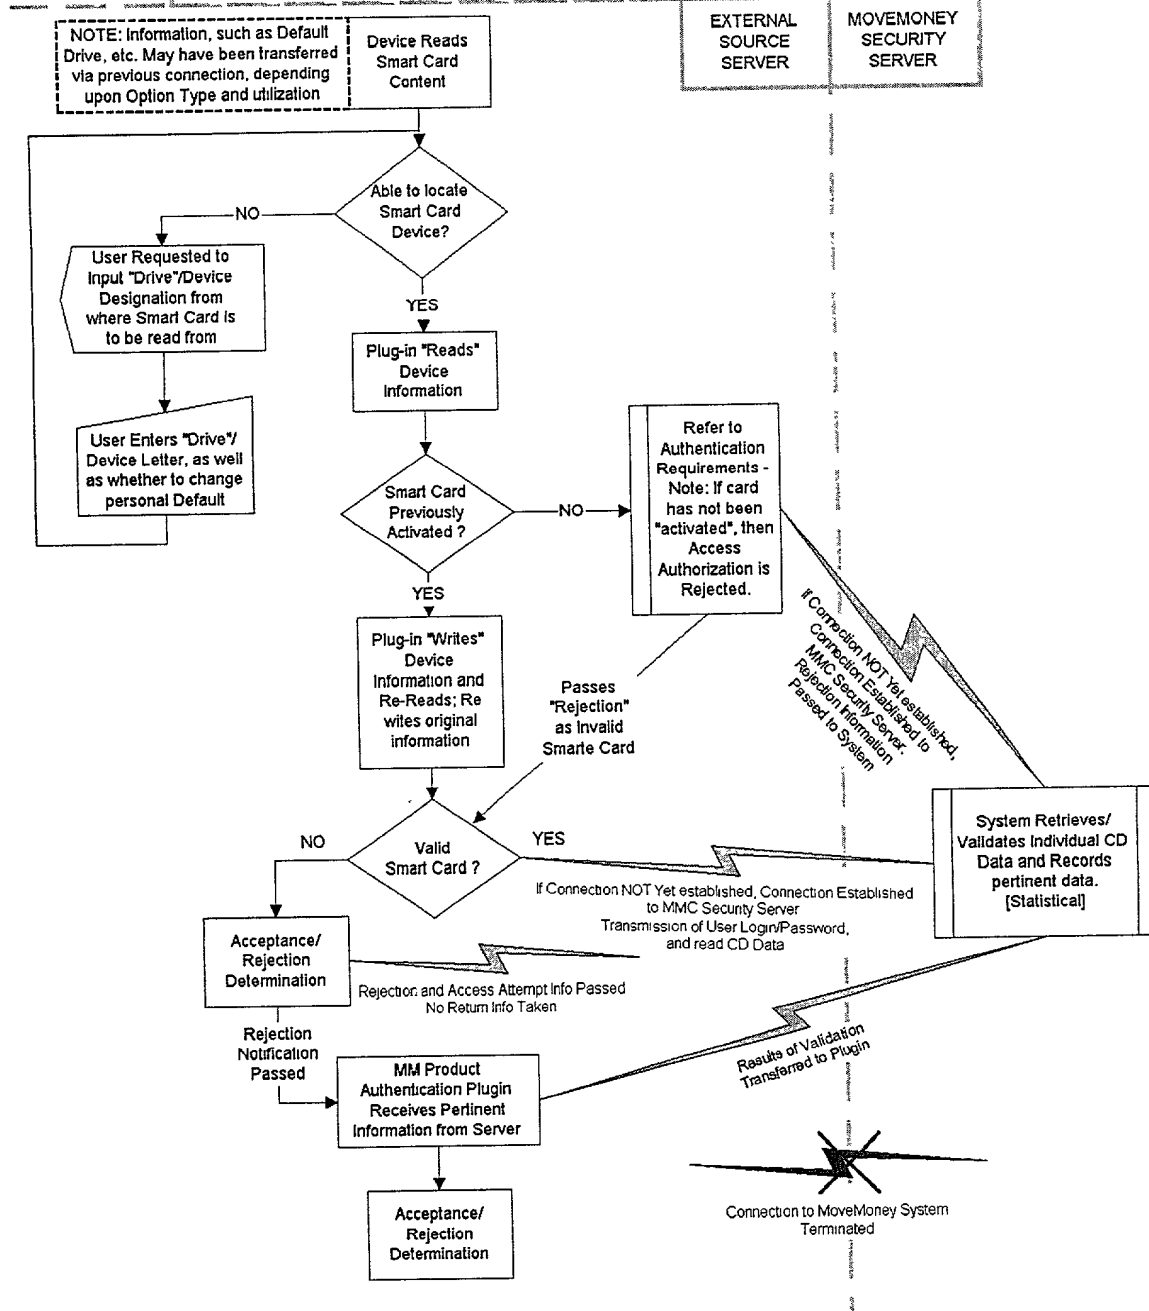 NOTE: Information, such as Default
Drive, etc. May have been transferred
via previous connection, depending
upon Option Type and utilization
Device Reads
Smart Card
Content
EXTERNAL
SOURCE
SERVER
MOVEMONEY
SECURITY
SERVER
Able to locate
Smart Card
Device?
NO
User Requested to
Input "Drive"/Device
Designation from
where Smart Card is
to be read from
YES
Plug-in "Reads"
Device
Information
User Enters "Drive"/
Device Letter, as well
as whether to change
personal Default
Smart Card
Previously
Activated ?
NO
Refer to
Authentication
Requirements -
Note: If card
has not been
"activated", then
Access
Authorization is
Rejected.
YES
Plug-in "Writes"
Device
Information and
Re-Reads; Re
wites original
information
Passes
"Rejection"
as Invalid
Smarte Card
If Connection NOT Yet established,
Connection Established to
MMC Security Server.
Rejection Information
Passed to System
Valid
Smart Card ?
NO
YES
System Retrieves/
Validates Individual CD
Data and Records
pertinent data.
[Statistical]
If Connection NOT Yet established, Connection Established
to MMC Security Server
Transmission of User Login/Password,
and read CD Data
Acceptance/
Rejection
Determination
Rejection and Access Attempt Info Passed
No Return Info Taken
Rejection
Notification
Passed
Results of Validation
Transferred to Plugin
MM Product
Authentication Plugin
Receives Pertinent
Information from Server
Acceptance/
Rejection
Determination
Connection to MoveMoney System
Terminated